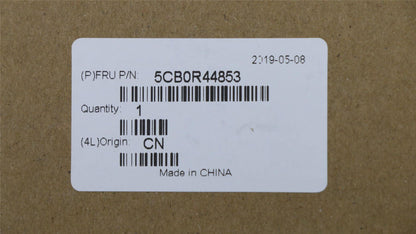 2019-05-08
(P)FRU P/N: 5CB0R44853
Quantity: 1
(4L)Origin: CN
Made in CHINA